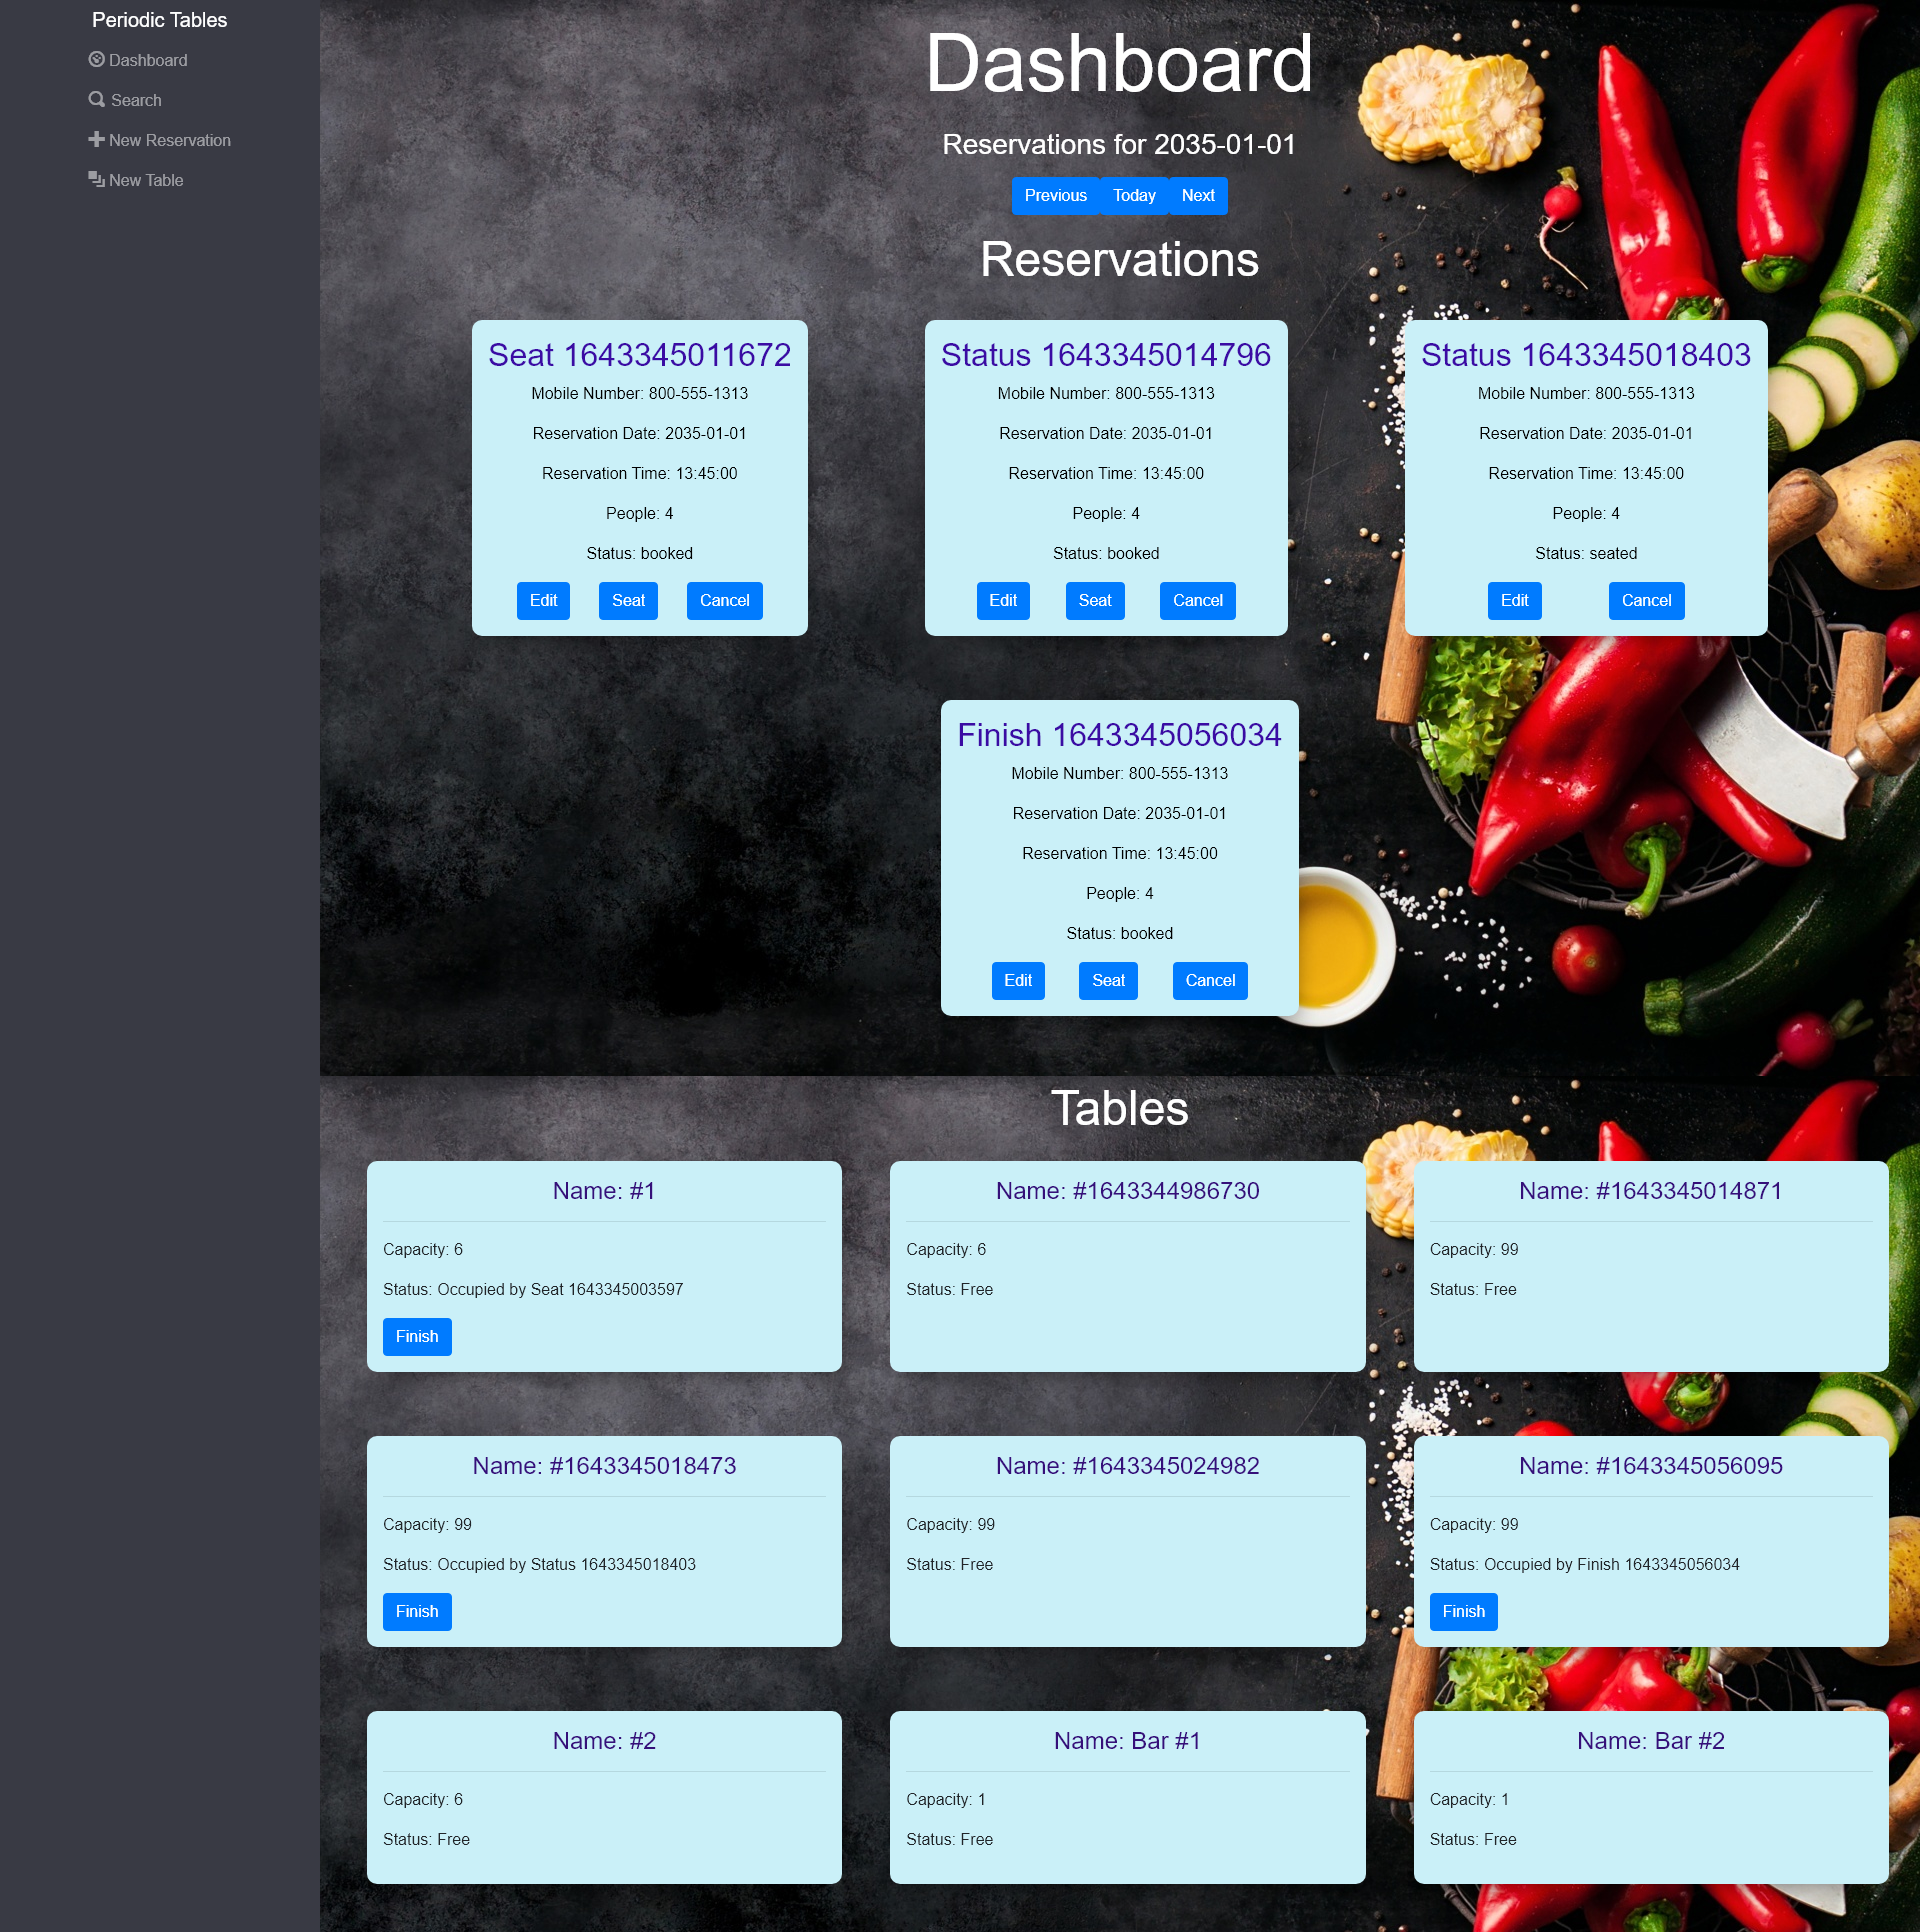 Periodic Tables
Dashboard
Search
New Reservation
New Table
Dashboard
Reservations for 2035-01-01
Previous Today Next
Reservations
Seat 1643345011672
Mobile Number: 800-555-1313
Reservation Date: 2035-01-01
Reservation Time: 13:45:00
People: 4
Status: booked
Edit Seat Cancel
Status 1643345014796
Mobile Number: 800-555-1313
Reservation Date: 2035-01-01
Reservation Time: 13:45:00
People: 4
Status: booked
Edit Seat Cancel
Status 1643345018403
Mobile Number: 800-555-1313
Reservation Date: 2035-01-01
Reservation Time: 13:45:00
People: 4
Status: seated
Edit Cancel
Finish 1643345056034
Mobile Number: 800-555-1313
Reservation Date: 2035-01-01
Reservation Time: 13:45:00
People: 4
Status: booked
Edit Seat Cancel
Tables
Name: #1
Capacity: 6
Status: Occupied by Seat 1643345003597
Finish
Name: #1643344986730
Capacity: 6
Status: Free
Name: #1643345014871
Capacity: 99
Status: Free
Name: #1643345018473
Capacity: 99
Status: Occupied by Status 1643345018403
Finish
Name: #1643345024982
Capacity: 99
Status: Free
Name: #1643345056095
Capacity: 99
Status: Occupied by Finish 1643345056034
Finish
Name: #2
Capacity: 6
Status: Free
Name: Bar #1
Capacity: 1
Status: Free
Name: Bar #2
Capacity: 1
Status: Free